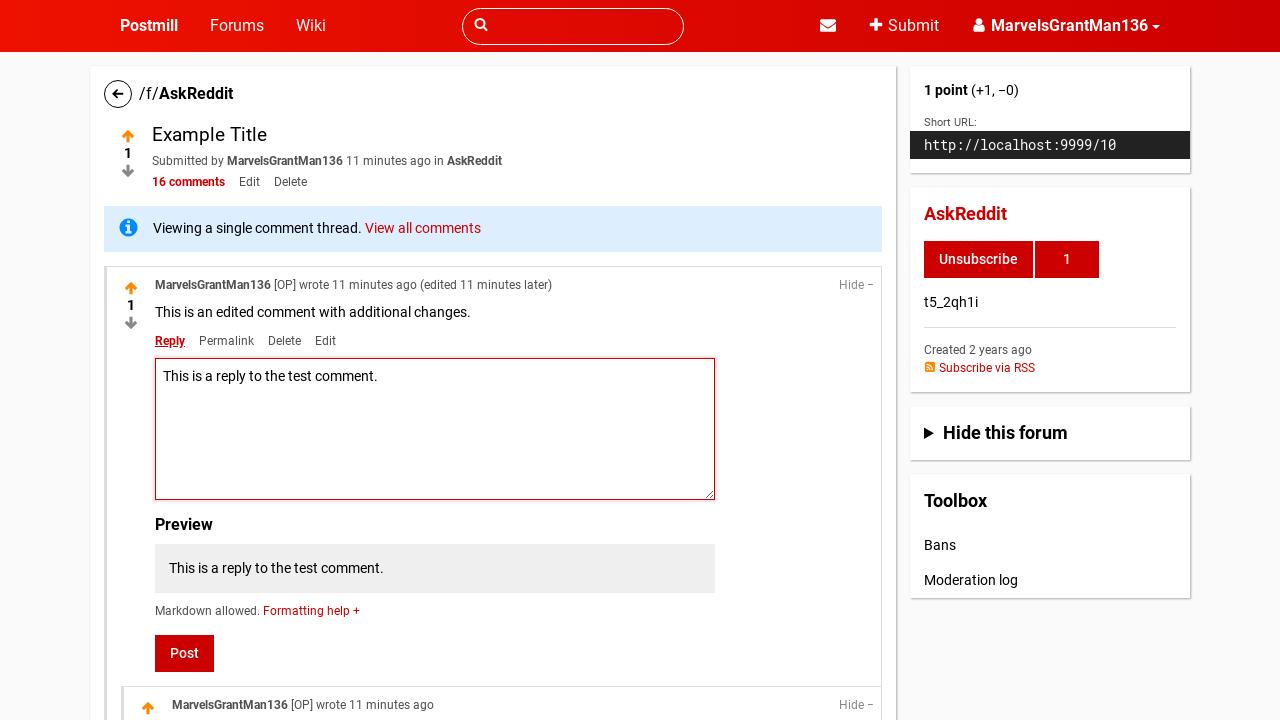 Postmill Forums Wiki Submit MarvelsGrantMan136
/f/AskReddit
Example Title
1
Submitted by MarvelsGrantMan136 11 minutes ago in AskReddit
16 comments Edit Delete
Viewing a single comment thread. View all comments
MarvelsGrantMan136 [OP] wrote 11 minutes ago (edited 11 minutes later) Hide −
1
This is an edited comment with additional changes.
Reply Permalink Delete Edit
This is a reply to the test comment.
Preview
This is a reply to the test comment.
Markdown allowed. Formatting help +
Post
MarvelsGrantMan136 [OP] wrote 11 minutes ago Hide −
1 point (+1, −0)
Short URL:
http://localhost:9999/10
AskReddit
Unsubscribe 1
t5_2qh1i
Created 2 years ago
Subscribe via RSS
Hide this forum
Toolbox
Bans
Moderation log